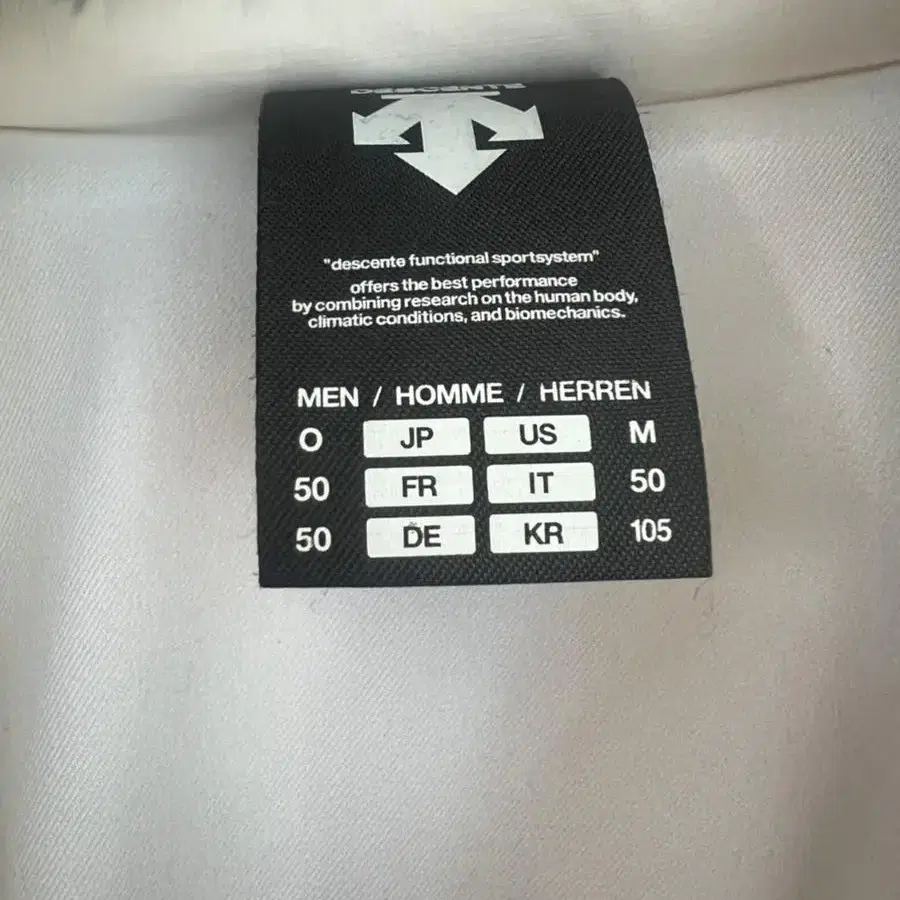 DESCENTE
"descente functional sportsystem"
offers the best performance
by combining research on the human body,
climatic conditions, and biomechanics.
MEN / HOMME / HERREN
O JP US M
50 FR IT 50
50 DE KR 105